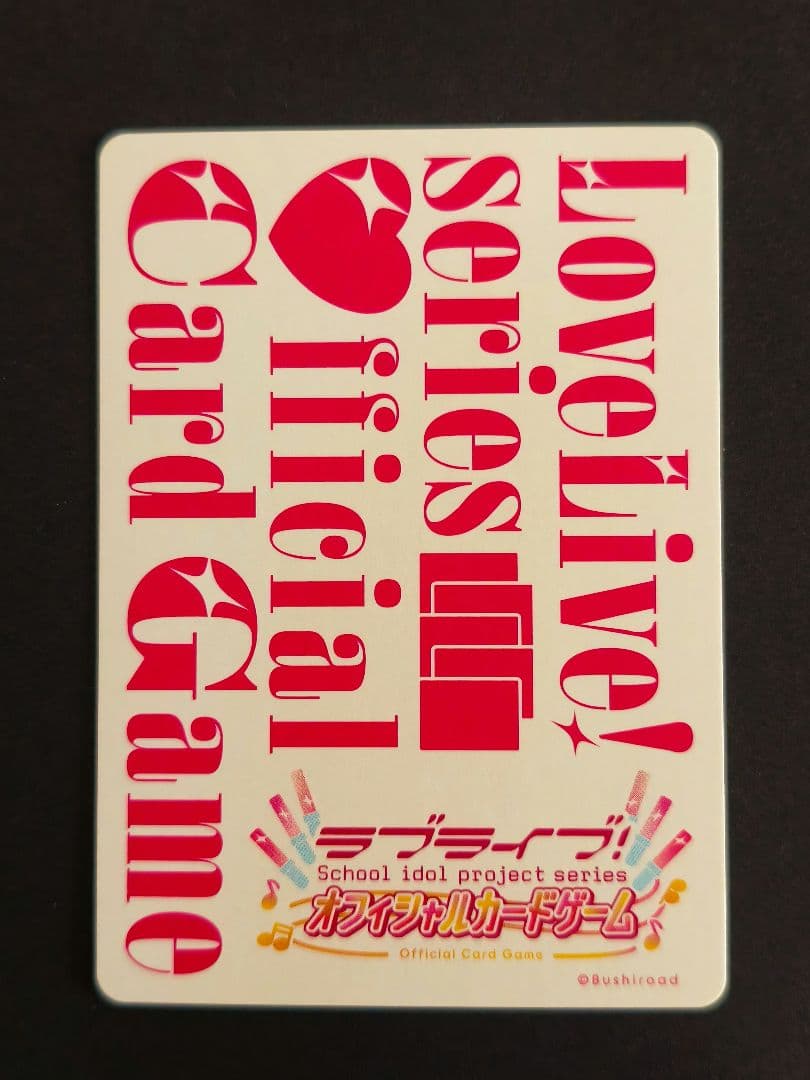 LoveLive!
series
Official
Card Game
ラブライブ!
School idol project series
オフィシャルカードゲーム
Official Card Game
©Bushiroad